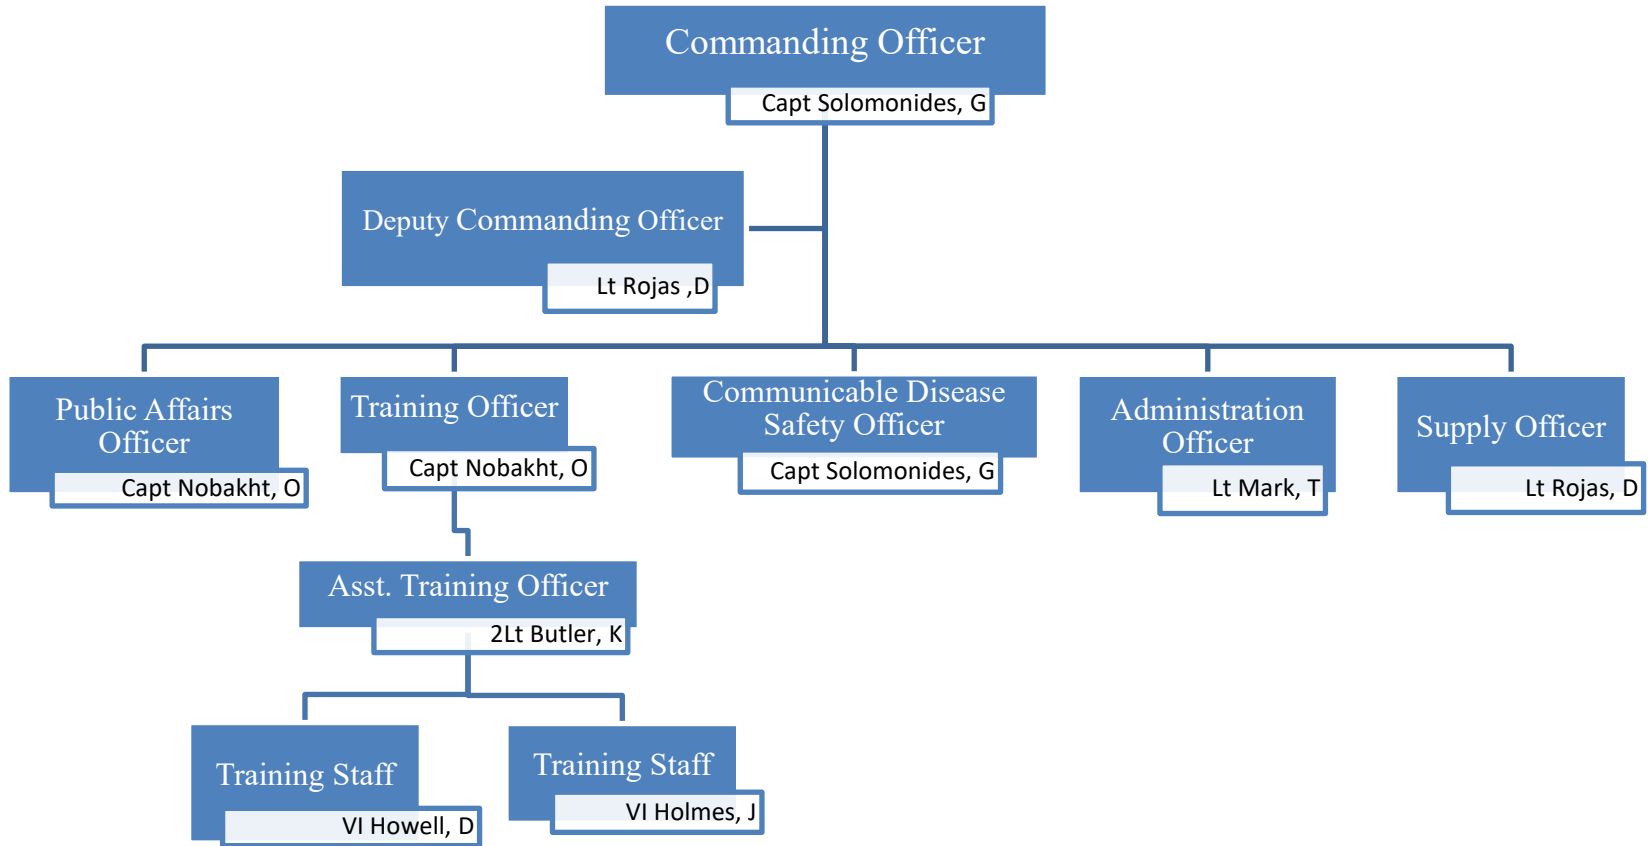 Commanding Officer
Capt Solomonides, G
Deputy Commanding Officer
Lt Rojas ,D
Public Affairs
Officer
Capt Nobakht, O
Training Officer
Capt Nobakht, O
Communicable Disease
Safety Officer
Capt Solomonides, G
Administration
Officer
Lt Mark, T
Supply Officer
Lt Rojas, D
Asst. Training Officer
2Lt Butler, K
Training Staff
VI Howell, D
Training Staff
VI Holmes, J